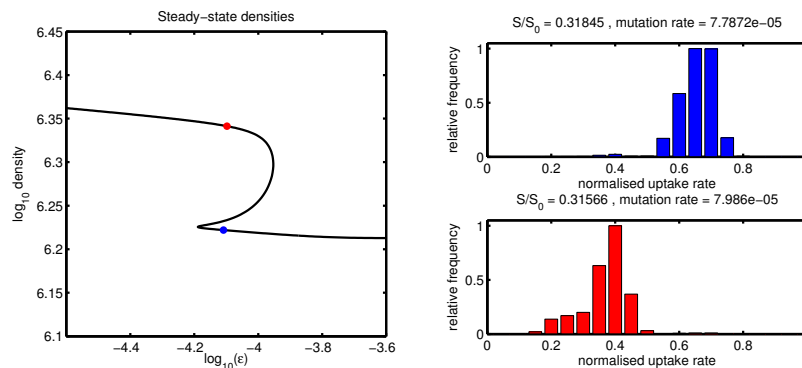 Steady-state densities
6.45
6.4
6.35
6.3
6.25
6.2
6.15
6.1
log10 density
−4.4 −4.2 −4 −3.8 −3.6
log10(ε)
S/S0 = 0.31845 , mutation rate = 7.7872e−05
1
0.5
0
relative frequency
0 0.2 0.4 0.6 0.8
normalised uptake rate
S/S0 = 0.31566 , mutation rate = 7.986e−05
1
0.5
0
relative frequency
0 0.2 0.4 0.6 0.8
normalised uptake rate